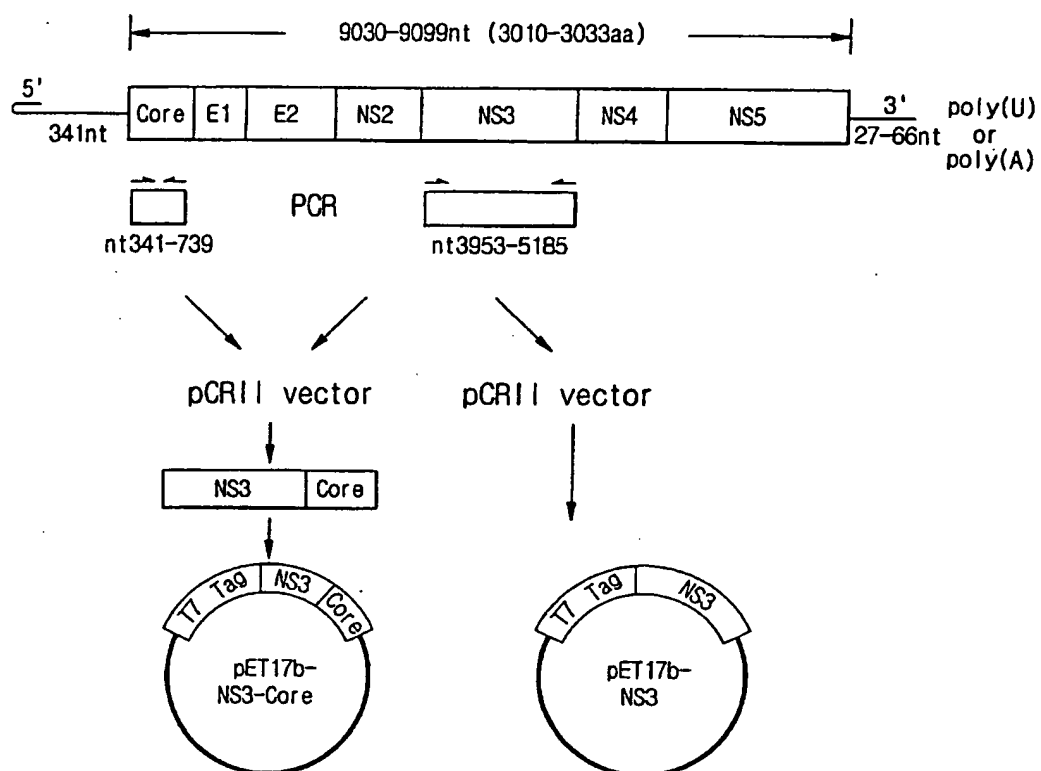 9030-9099nt (3010-3033aa)
5'
Core E1 E2 NS2 NS3 NS4 NS5
3'
poly(U)
or
poly(A)
341nt
27-66nt
PCR
nt341-739
nt3953-5185
pCRII vector
pCRII vector
NS3 Core
T7 Tag NS3 Core
T7 Tag NS3
pET17b-
NS3-Core
pET17b-
NS3